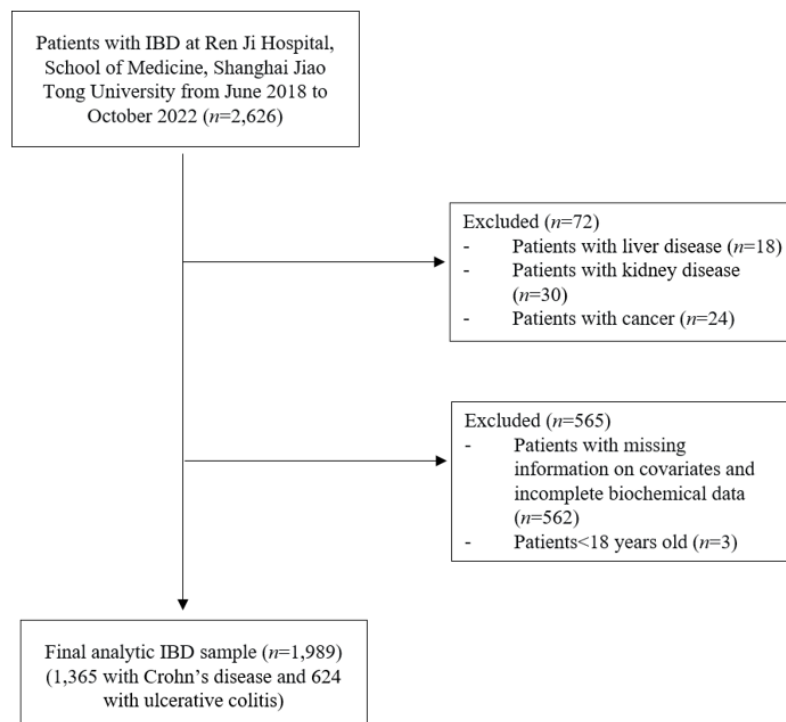 Patients with IBD at Ren Ji Hospital,
School of Medicine, Shanghai Jiao
Tong University from June 2018 to
October 2022 (n=2,626)
Excluded (n=72)
- Patients with liver disease (n=18)
- Patients with kidney disease
(n=30)
- Patients with cancer (n=24)
Excluded (n=565)
- Patients with missing
information on covariates and
incomplete biochemical data
(n=562)
- Patients<18 years old (n=3)
Final analytic IBD sample (n=1,989)
(1,365 with Crohn’s disease and 624
with ulcerative colitis)